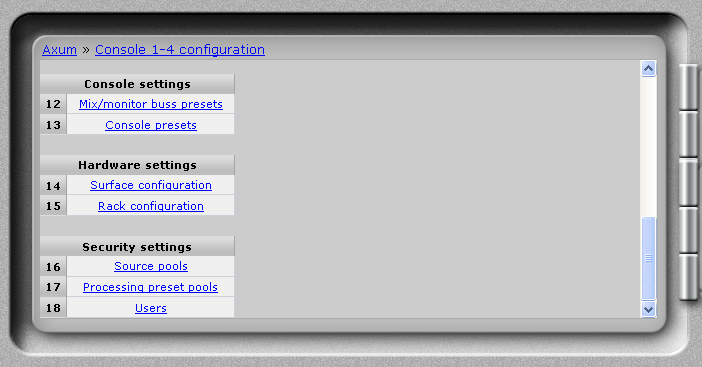 Axum » Console 1-4 configuration
Console settings
12 Mix/monitor buss presets
13 Console presets
Hardware settings
14 Surface configuration
15 Rack configuration
Security settings
16 Source pools
17 Processing preset pools
18 Users